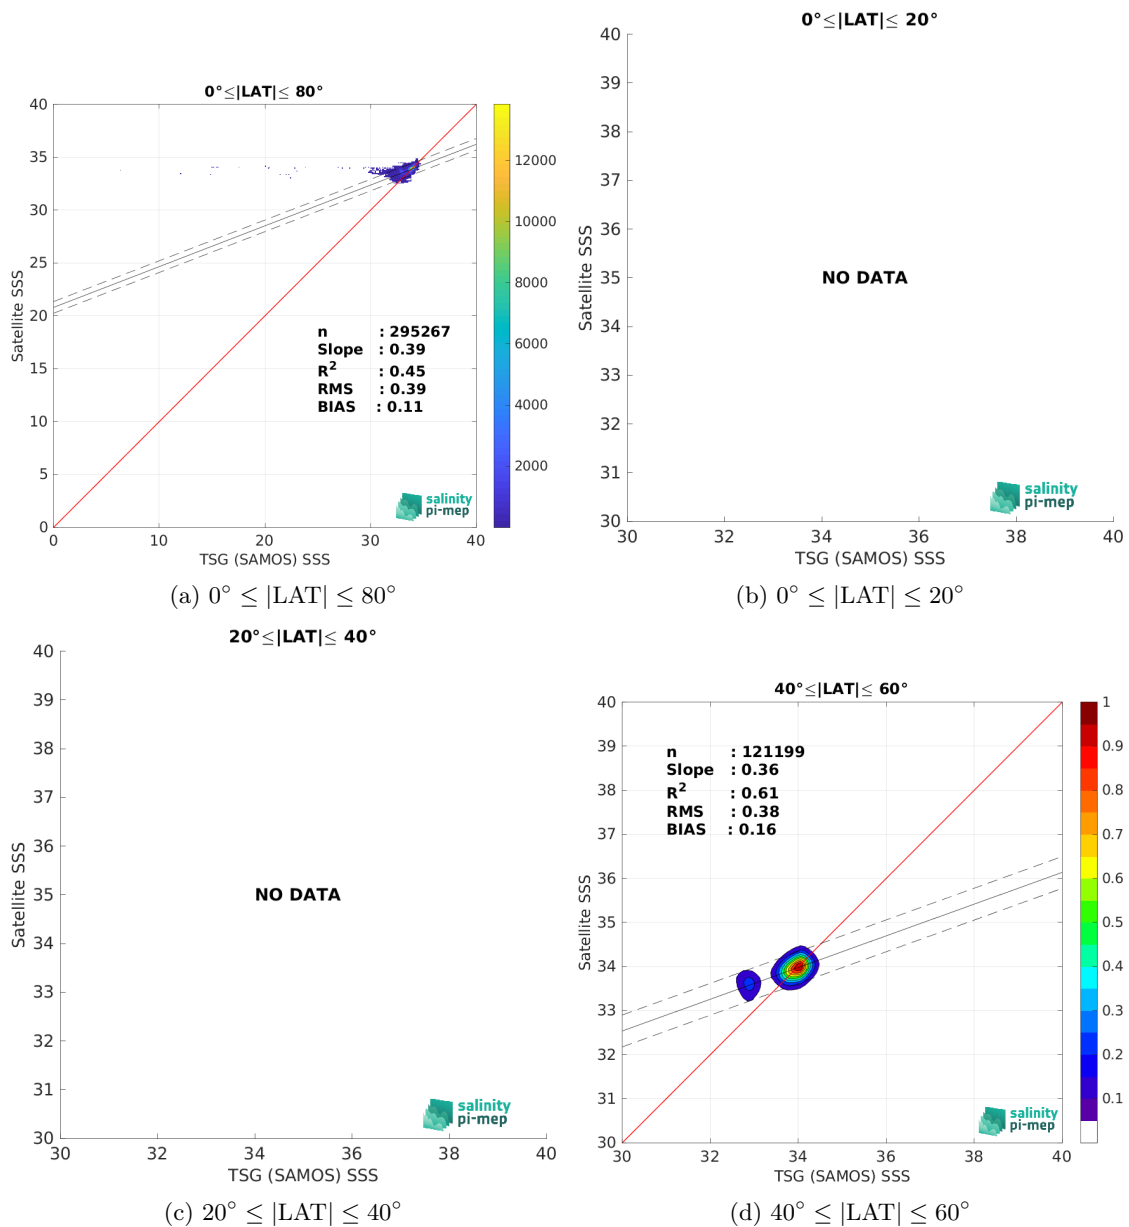 0°≤|LAT|≤ 80°
40
35
30
25
20
15
10
5
0
Satellite SSS
n : 295267
Slope : 0.39
R² : 0.45
RMS : 0.39
BIAS : 0.11
salinity
pi-mep
0 10 20 30 40
TSG (SAMOS) SSS
12000
10000
8000
6000
4000
2000
(a) 0° ≤ |LAT| ≤ 80°
0°≤|LAT|≤ 20°
40
39
38
37
36
35
34
33
32
31
30
Satellite SSS
NO DATA
salinity
pi-mep
30 32 34 36 38 40
TSG (SAMOS) SSS
(b) 0° ≤ |LAT| ≤ 20°
20°≤|LAT|≤ 40°
40
39
38
37
36
35
34
33
32
31
30
Satellite SSS
NO DATA
salinity
pi-mep
30 32 34 36 38 40
TSG (SAMOS) SSS
(c) 20° ≤ |LAT| ≤ 40°
40°≤|LAT|≤ 60°
40
39
38
37
36
35
34
33
32
31
30
Satellite SSS
n : 121199
Slope : 0.36
R² : 0.61
RMS : 0.38
BIAS : 0.16
salinity
pi-mep
30 32 34 36 38 40
TSG (SAMOS) SSS
1
0.9
0.8
0.7
0.6
0.5
0.4
0.3
0.2
0.1
(d) 40° ≤ |LAT| ≤ 60°